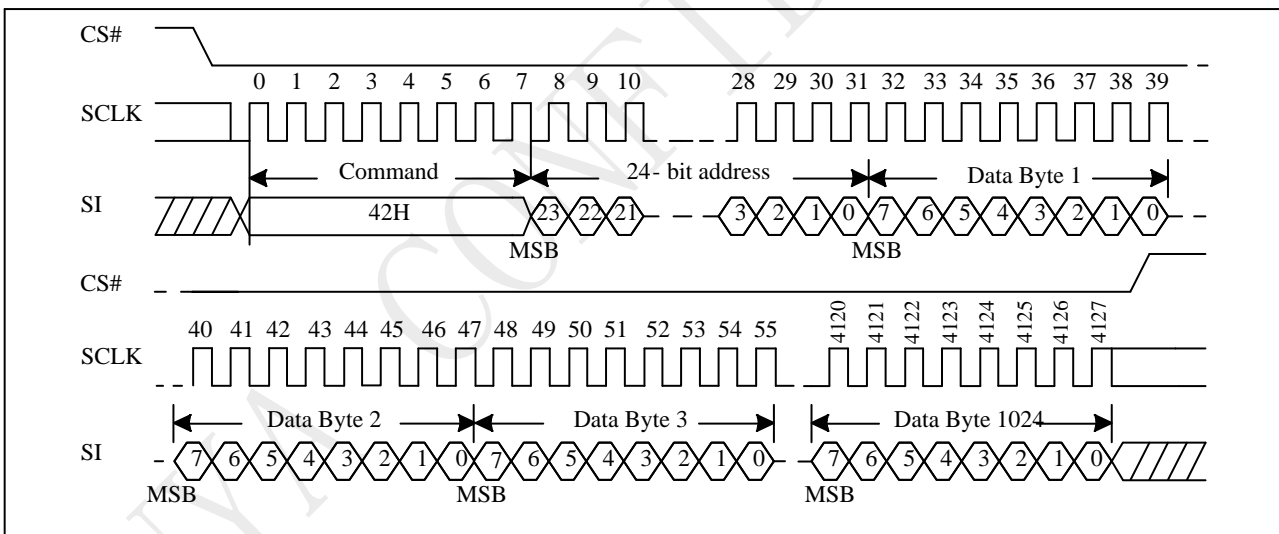 CS#
0 1 2 3 4 5 6 7 8 9 10 28 29 30 31 32 33 34 35 36 37 38 39
SCLK
Command 24- bit address Data Byte 1
SI 42H 23 22 21 3 2 1 0 7 6 5 4 3 2 1 0
MSB MSB
CS#
40 41 42 43 44 45 46 47 48 49 50 51 52 53 54 55 4120 4121 4122 4123 4124 4125 4126 4127
SCLK
Data Byte 2 Data Byte 3 Data Byte 1024
SI 7 6 5 4 3 2 1 0 7 6 5 4 3 2 1 0 7 6 5 4 3 2 1 0
MSB MSB MSB